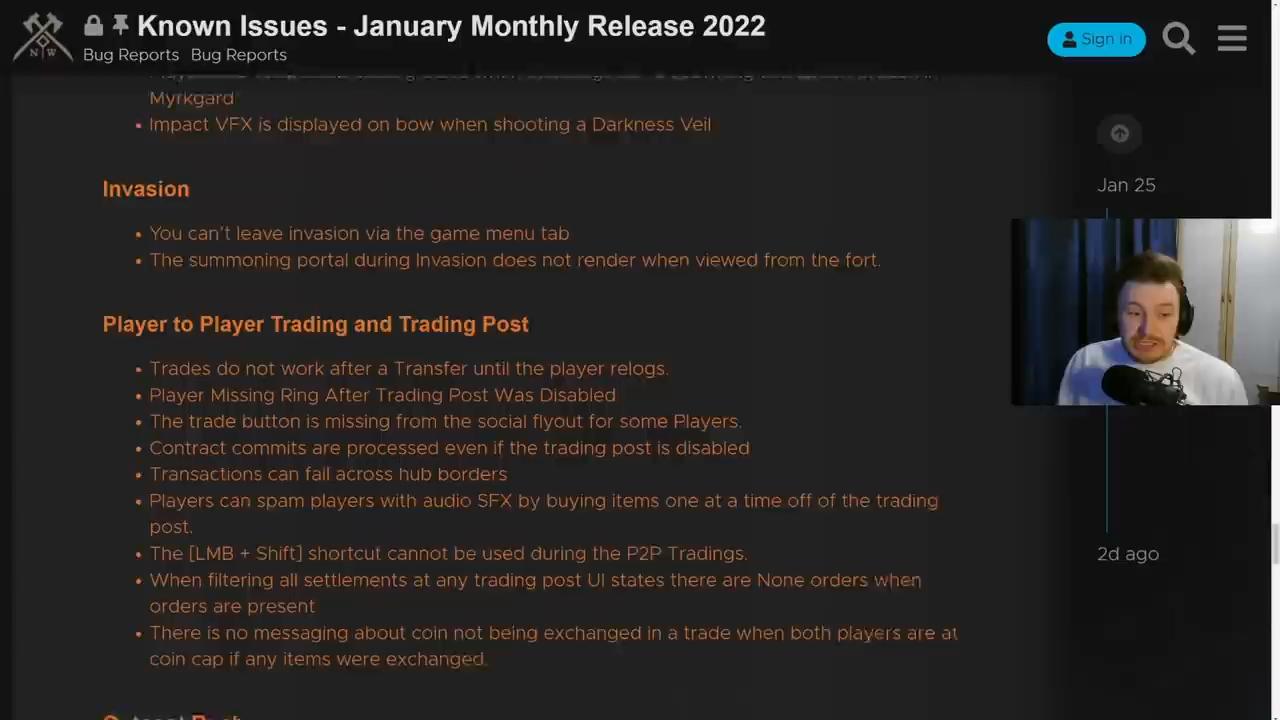 Known Issues - January Monthly Release 2022
Bug Reports Bug Reports
Sign in
N W
Myrkgard
• Impact VFX is displayed on bow when shooting a Darkness Veil
Invasion
• You can't leave invasion via the game menu tab
• The summoning portal during Invasion does not render when viewed from the fort.
Player to Player Trading and Trading Post
• Trades do not work after a Transfer until the player relogs.
• Player Missing Ring After Trading Post Was Disabled
• The trade button is missing from the social flyout for some Players.
• Contract commits are processed even if the trading post is disabled
• Transactions can fail across hub borders
• Players can spam players with audio SFX by buying items one at a time off of the trading
post.
• The [LMB + Shift] shortcut cannot be used during the P2P Tradings.
• When filtering all settlements at any trading post UI states there are None orders when
orders are present
• There is no messaging about coin not being exchanged in a trade when both players are at
coin cap if any items were exchanged.
Jan 25
2d ago